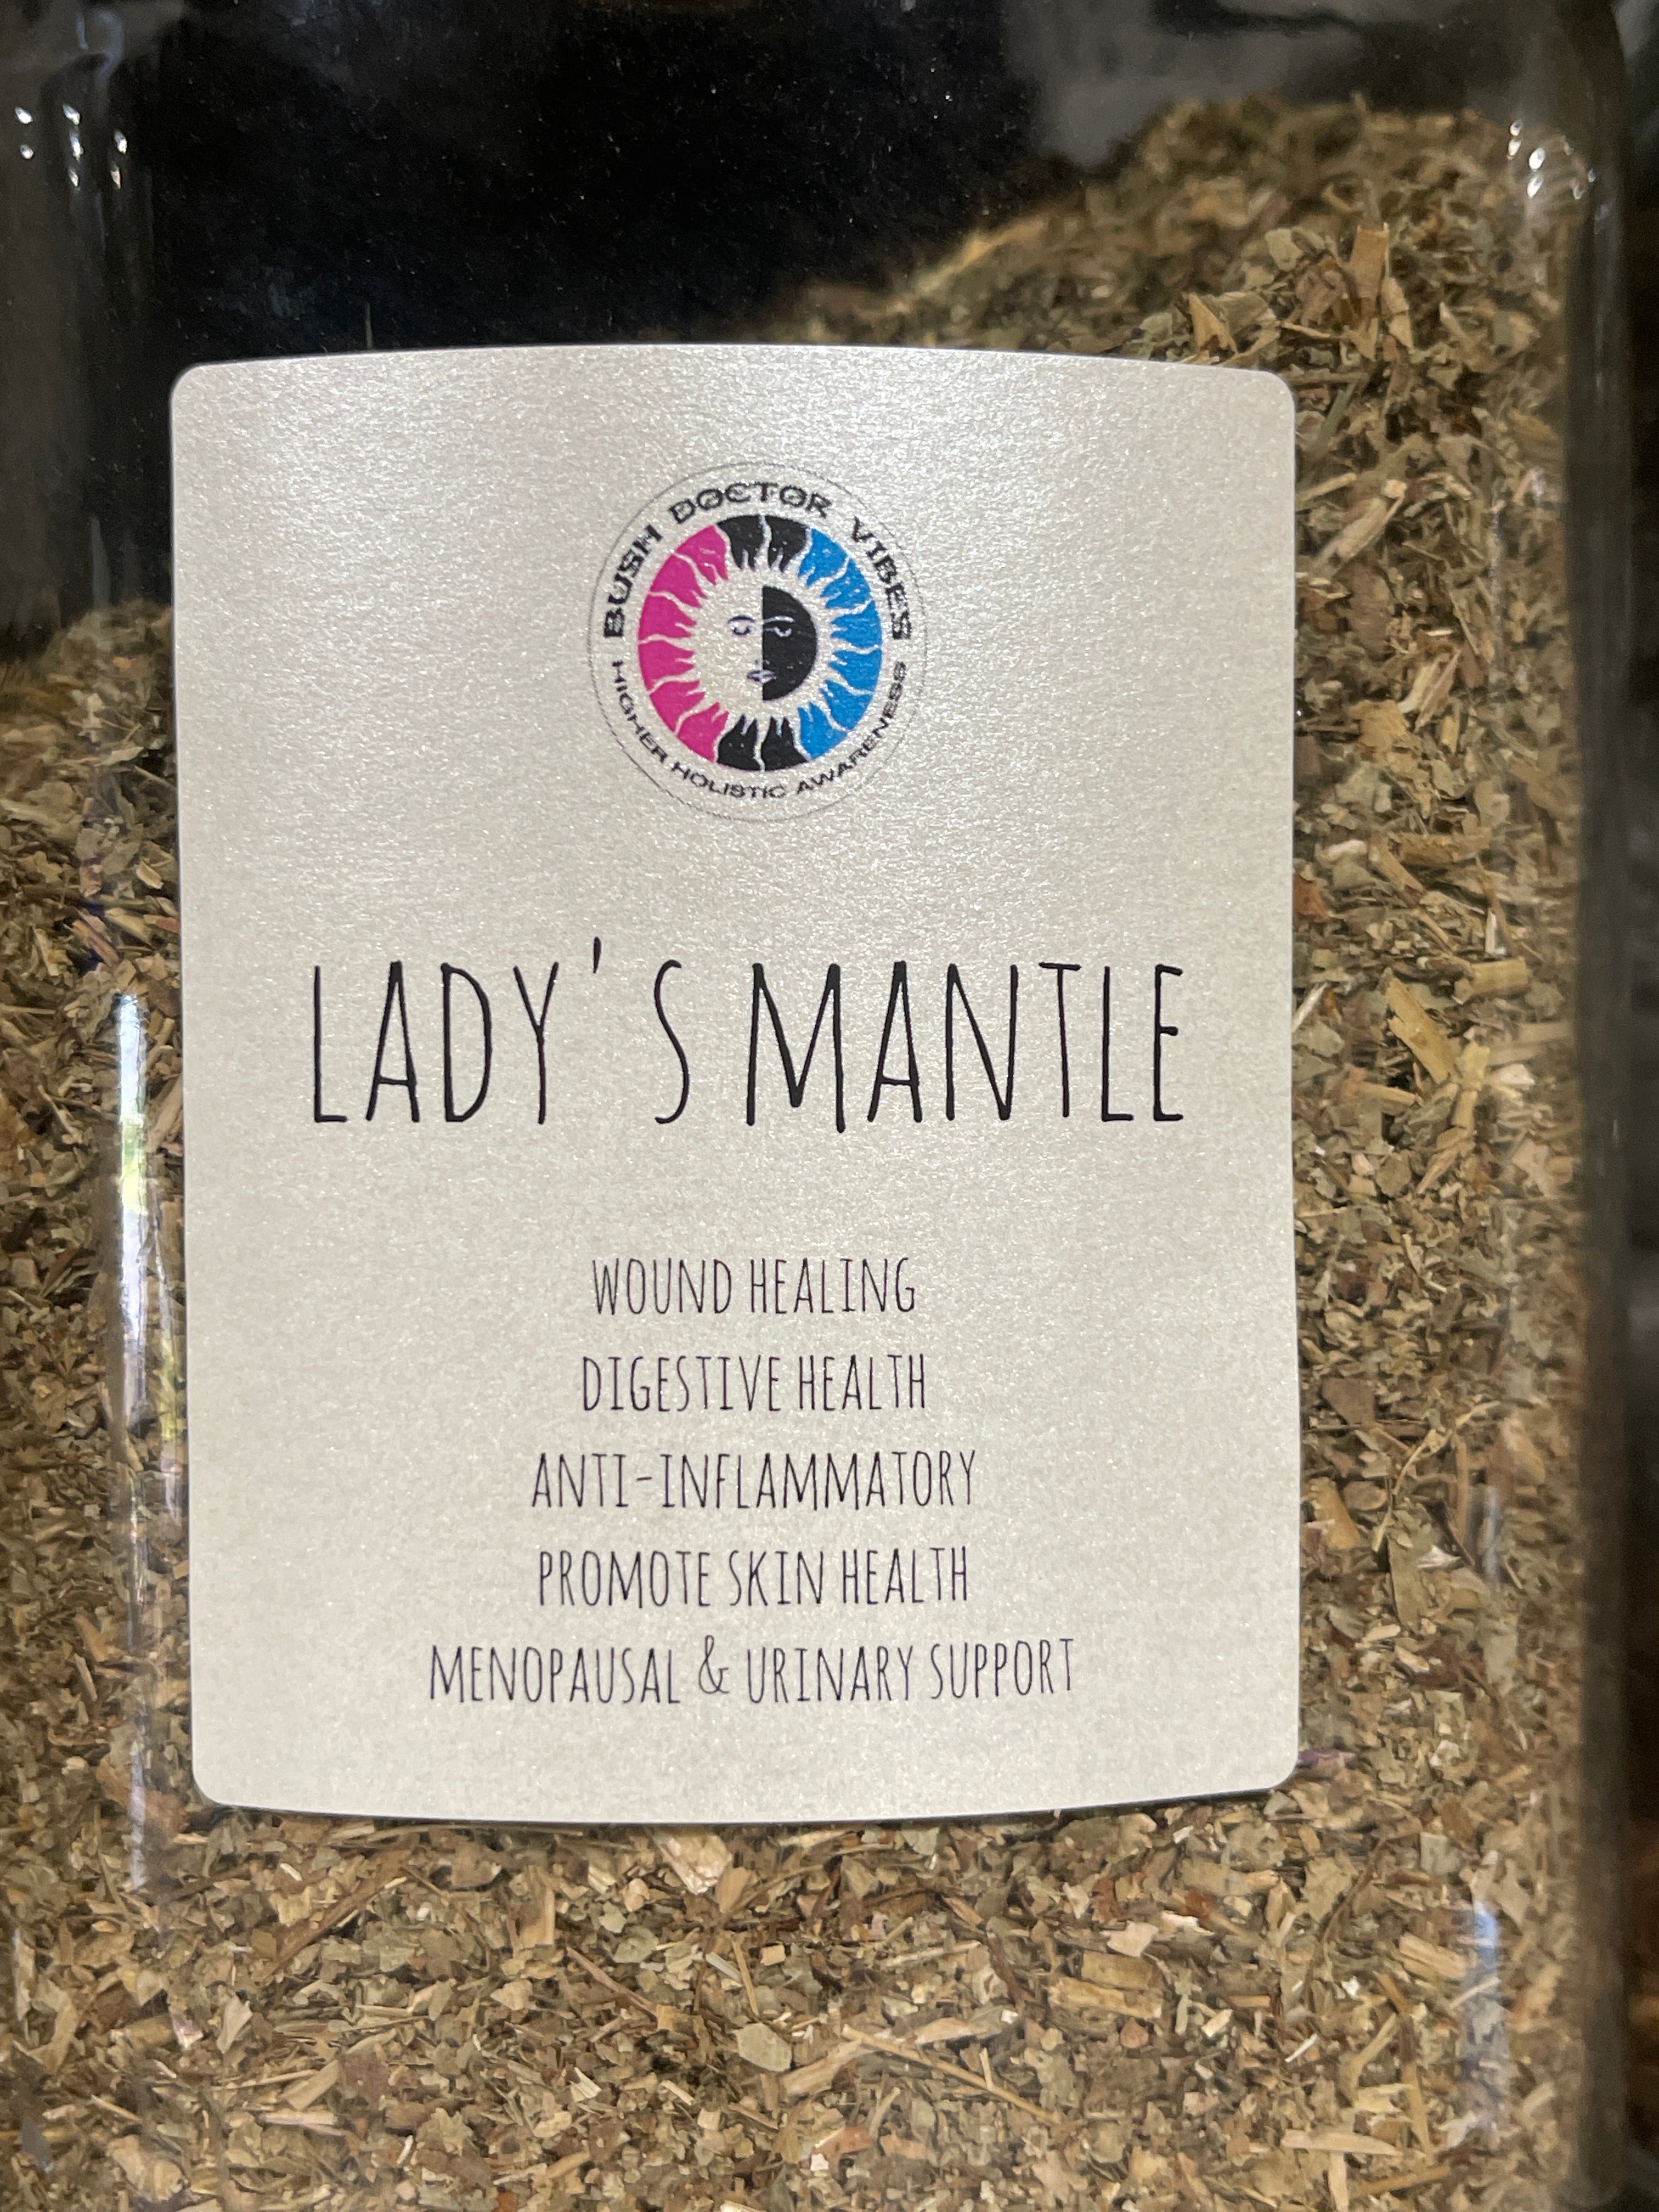 BUSH DOCTOR VIBES
HIGHER HOLISTIC AWARENESS
LADY'S MANTLE
WOUND HEALING
DIGESTIVE HEALTH
ANTI-INFLAMMATORY
PROMOTE SKIN HEALTH
MENOPAUSAL & URINARY SUPPORT